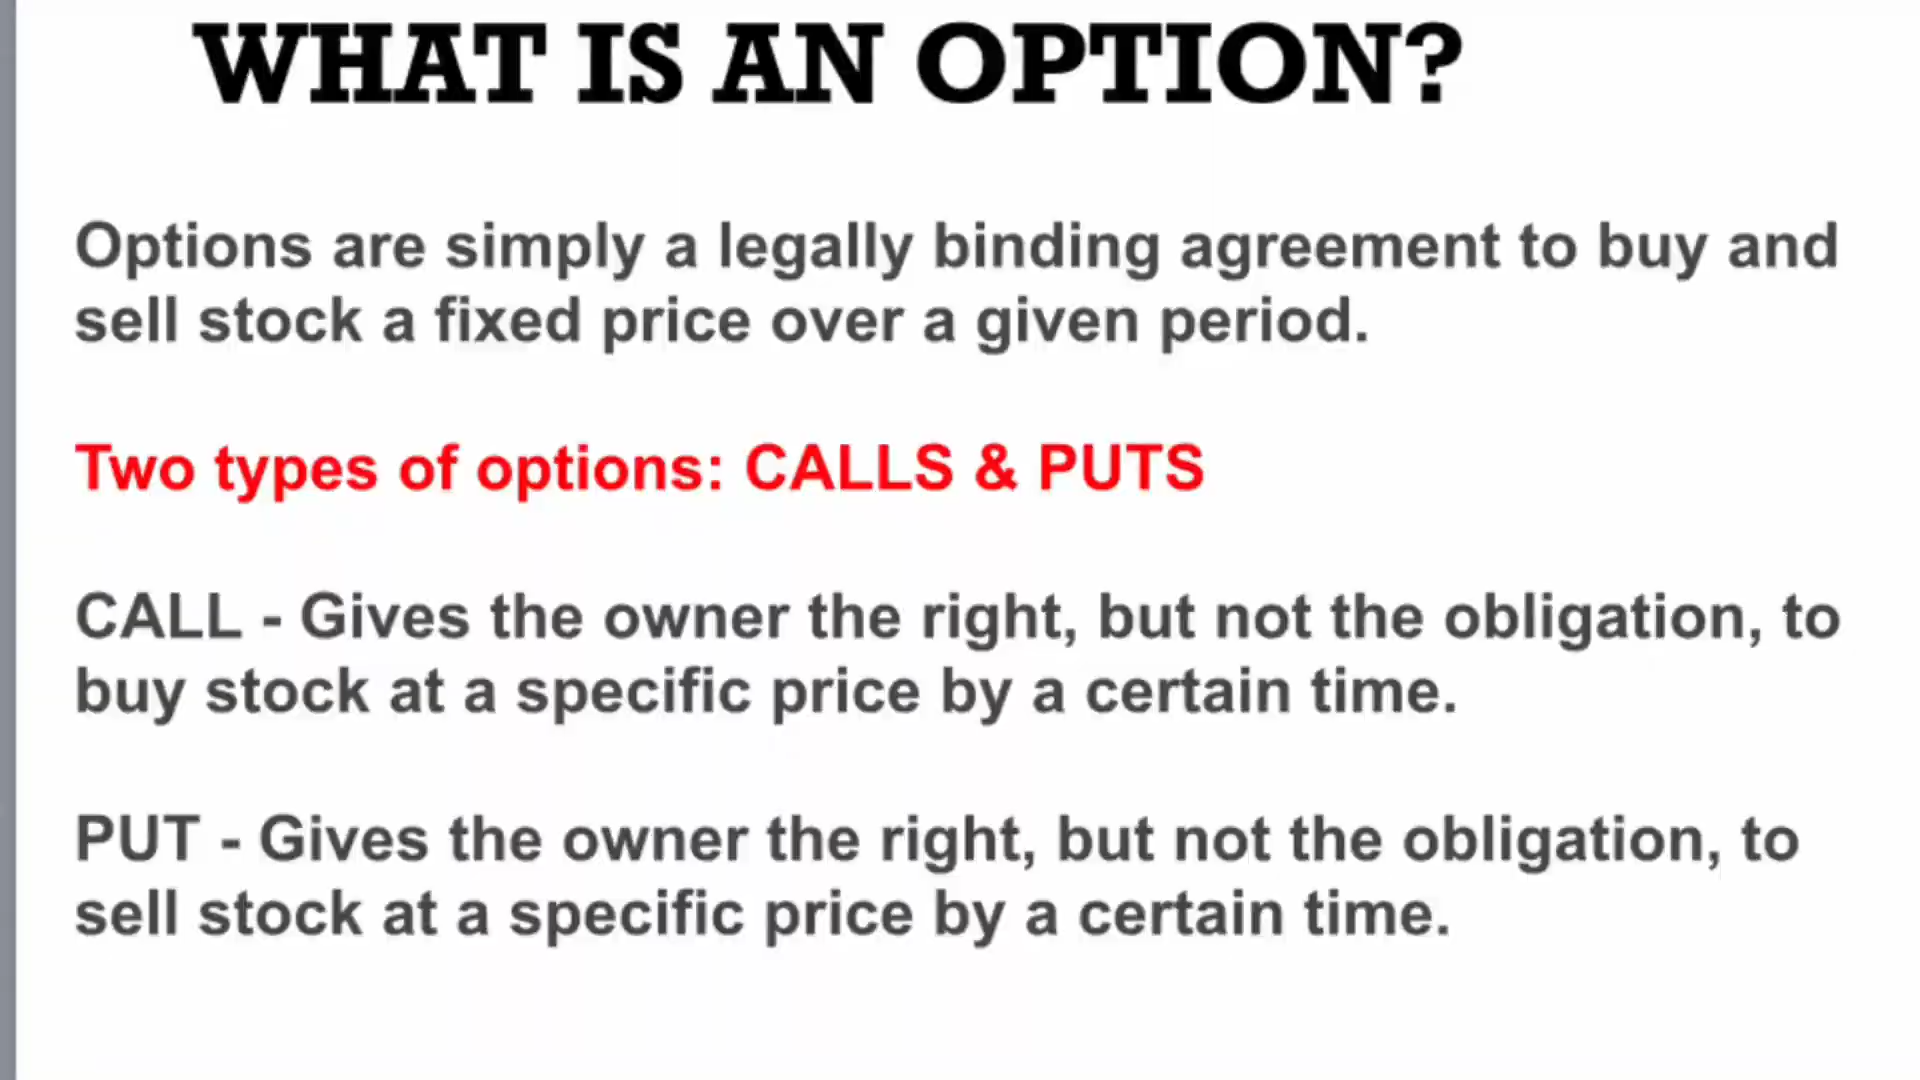 WHAT IS AN OPTION?
Options are simply a legally binding agreement to buy and
sell stock a fixed price over a given period.
Two types of options: CALLS & PUTS
CALL - Gives the owner the right, but not the obligation, to
buy stock at a specific price by a certain time.
PUT - Gives the owner the right, but not the obligation, to
sell stock at a specific price by a certain time.